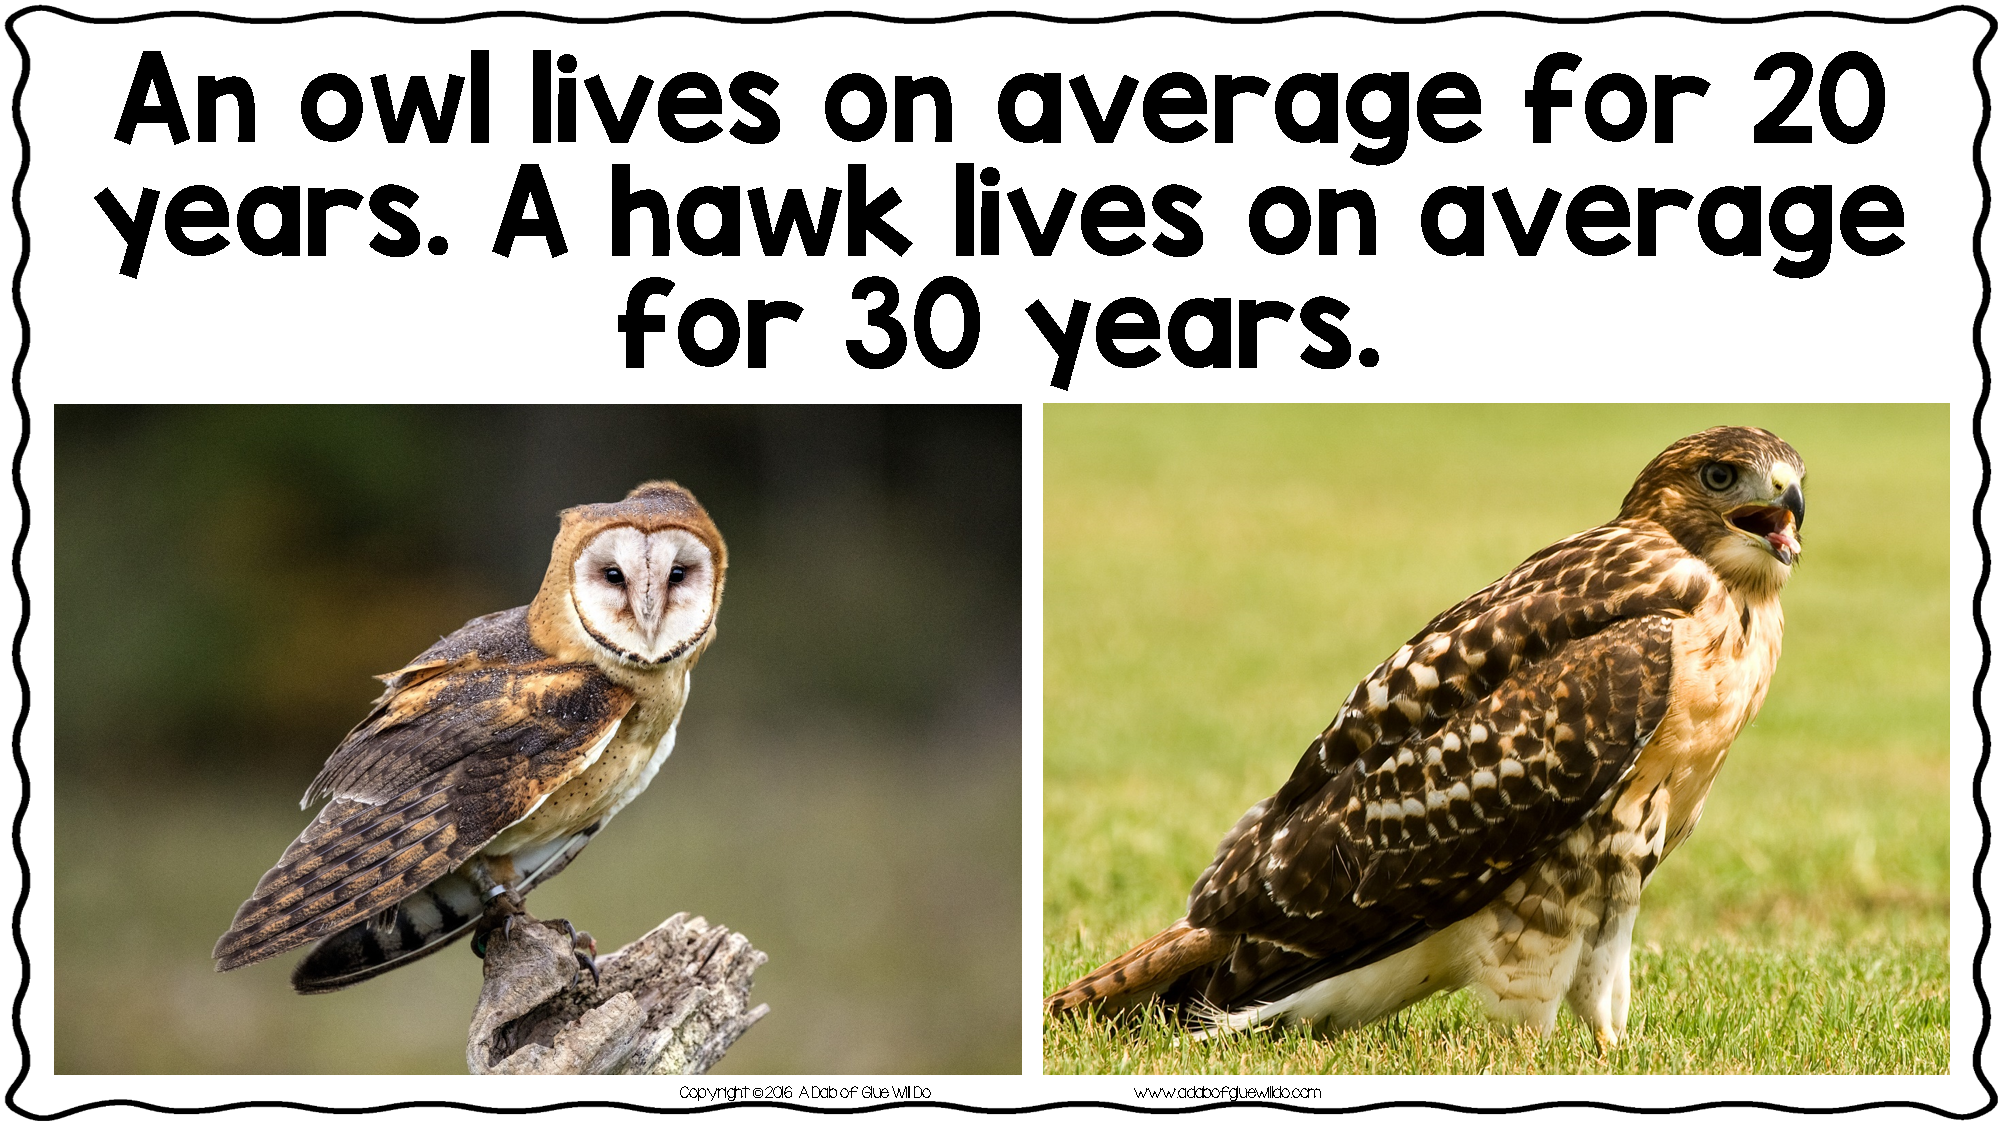 An owl lives on average for 20
years. A hawk lives on average
for 30 years.
Copyright ©2016 A Dab of Glue Will Do www.adabofgluewilldo.com